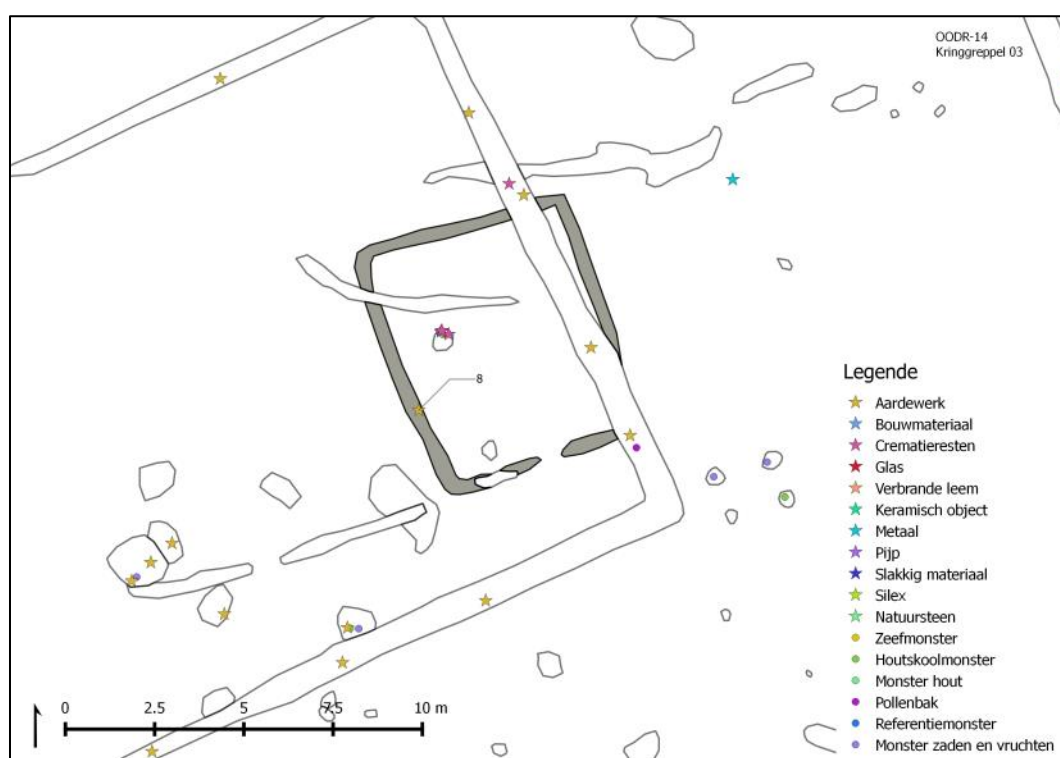 OODR-14
Kringgreppel 03
8
Legende
Aardewerk
Bouwmateriaal
Crematieresten
Glas
Verbrande leem
Keramisch object
Metaal
Pijp
Slakkig materiaal
Silex
Natuursteen
Zeefmonster
Houtskoolmonster
Monster hout
Pollenbak
Referentiemonster
Monster zaden en vruchten
0 2.5 5 7.5 10 m